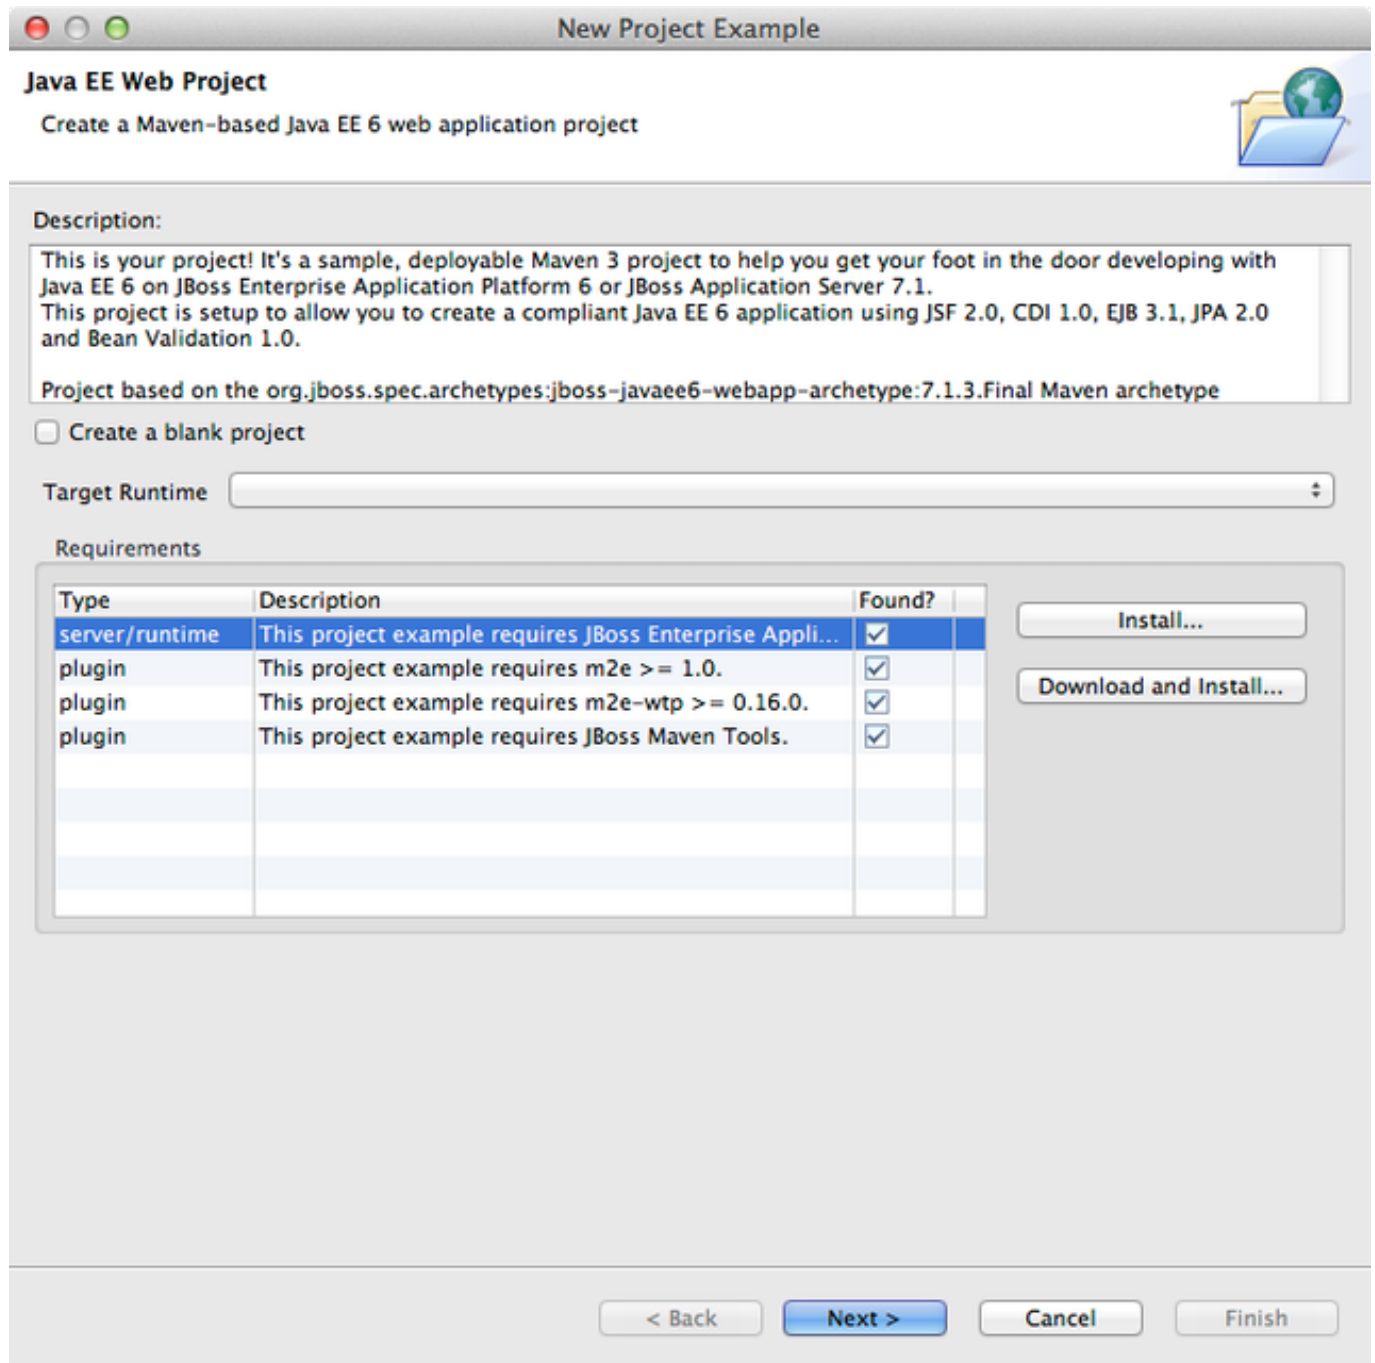 New Project Example
Java EE Web Project
Create a Maven-based Java EE 6 web application project
Description:
This is your project! It's a sample, deployable Maven 3 project to help you get your foot in the door developing with
Java EE 6 on JBoss Enterprise Application Platform 6 or JBoss Application Server 7.1.
This project is setup to allow you to create a compliant Java EE 6 application using JSF 2.0, CDI 1.0, EJB 3.1, JPA 2.0
and Bean Validation 1.0.
Project based on the org.jboss.spec.archetypes:jboss-javaee6-webapp-archetype:7.1.3.Final Maven archetype
Create a blank project
Target Runtime
Requirements
Type Description Found?
server/runtime This project example requires JBoss Enterprise Appli...
plugin This project example requires m2e >= 1.0.
plugin This project example requires m2e-wtp >= 0.16.0.
plugin This project example requires JBoss Maven Tools.
Install...
Download and Install...
< Back Next > Cancel Finish